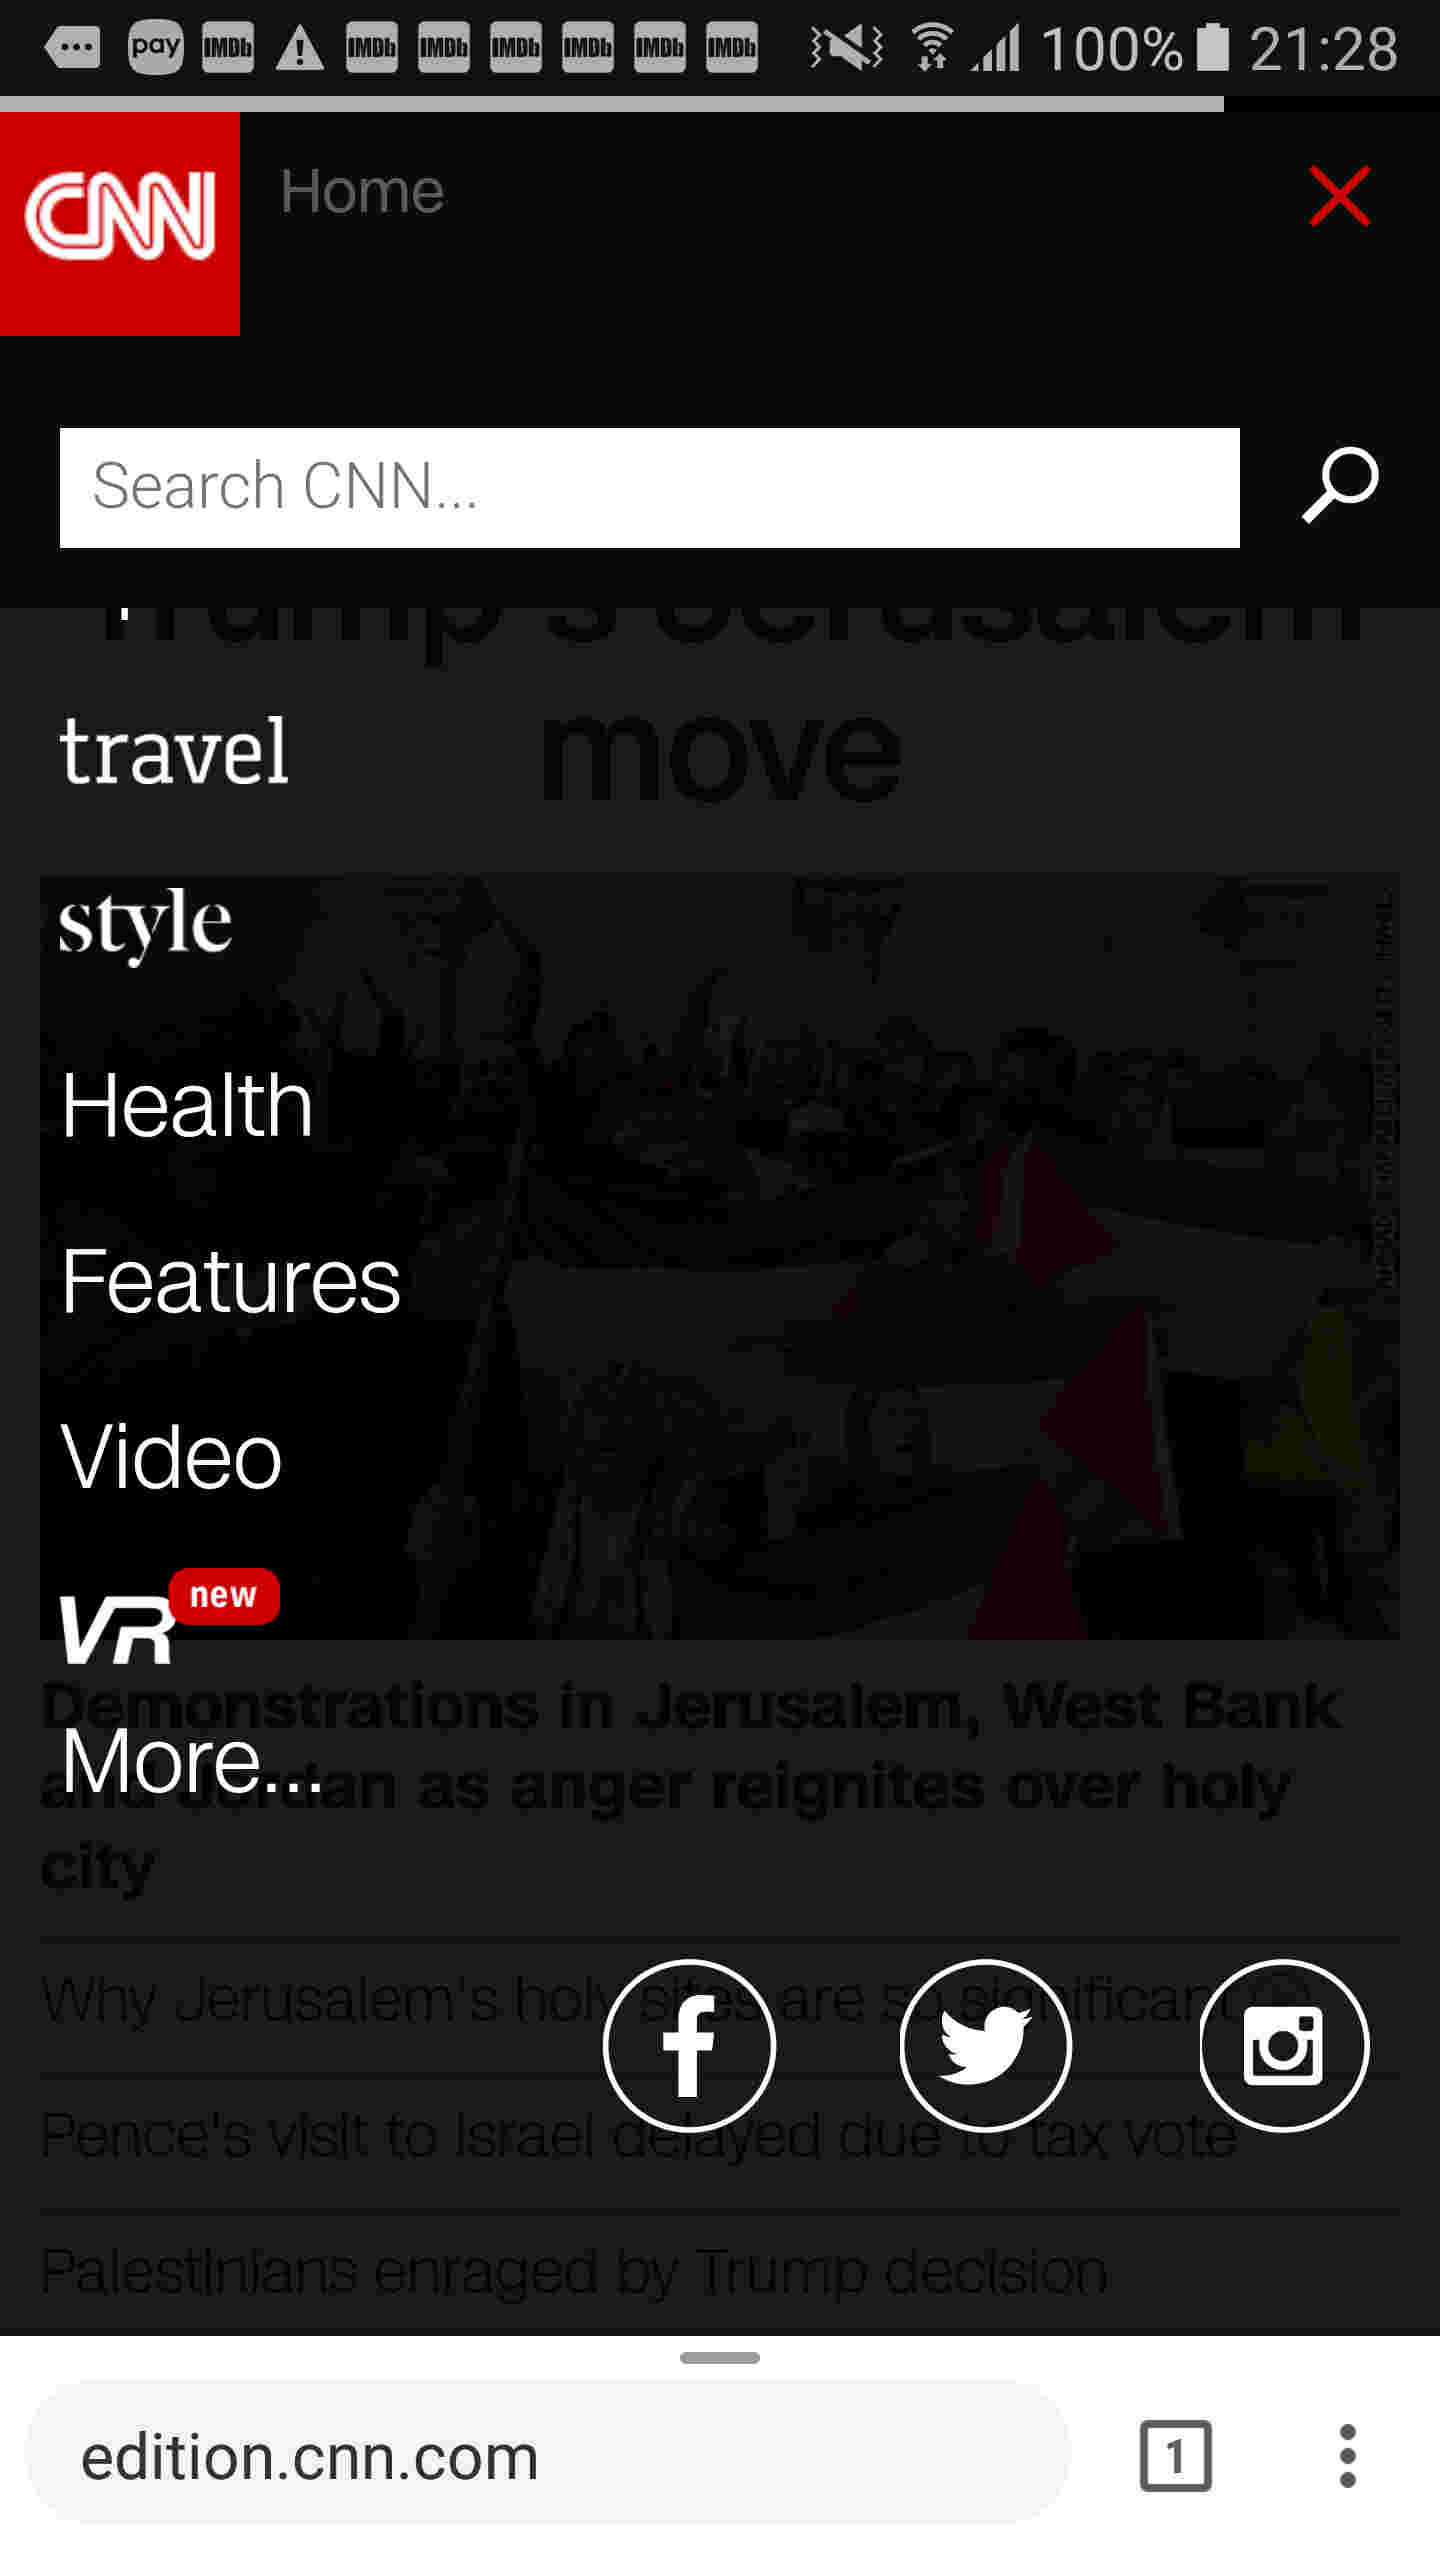 pay IMDb IMDb IMDb IMDb IMDb IMDb IMDb 100% 21:28
CNN Home
Search CNN...
Trump's Jerusalem
move
travel
style
Health
Features
Video
VR new
Demonstrations in Jerusalem, West Bank
More...
and Jordan as anger reignites over holy
city
Why Jerusalem's holy sites are so significant
Pence's visit to Israel delayed due to tax vote
Palestinians enraged by Trump decision
edition.cnn.com 1